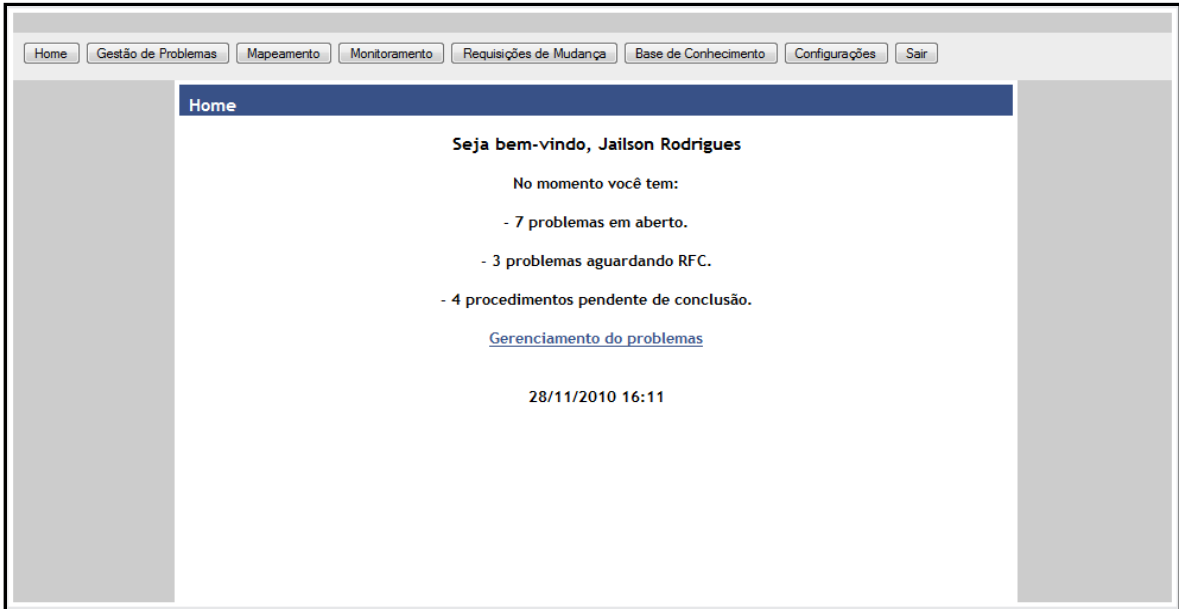 Home Gestão de Problemas Mapeamento Monitoramento Requisições de Mudança Base de Conhecimento Configurações Sair
Home
Seja bem-vindo, Jailson Rodrigues
No momento você tem:
- 7 problemas em aberto.
- 3 problemas aguardando RFC.
- 4 procedimentos pendente de conclusão.
Gerenciamento do problemas
28/11/2010 16:11